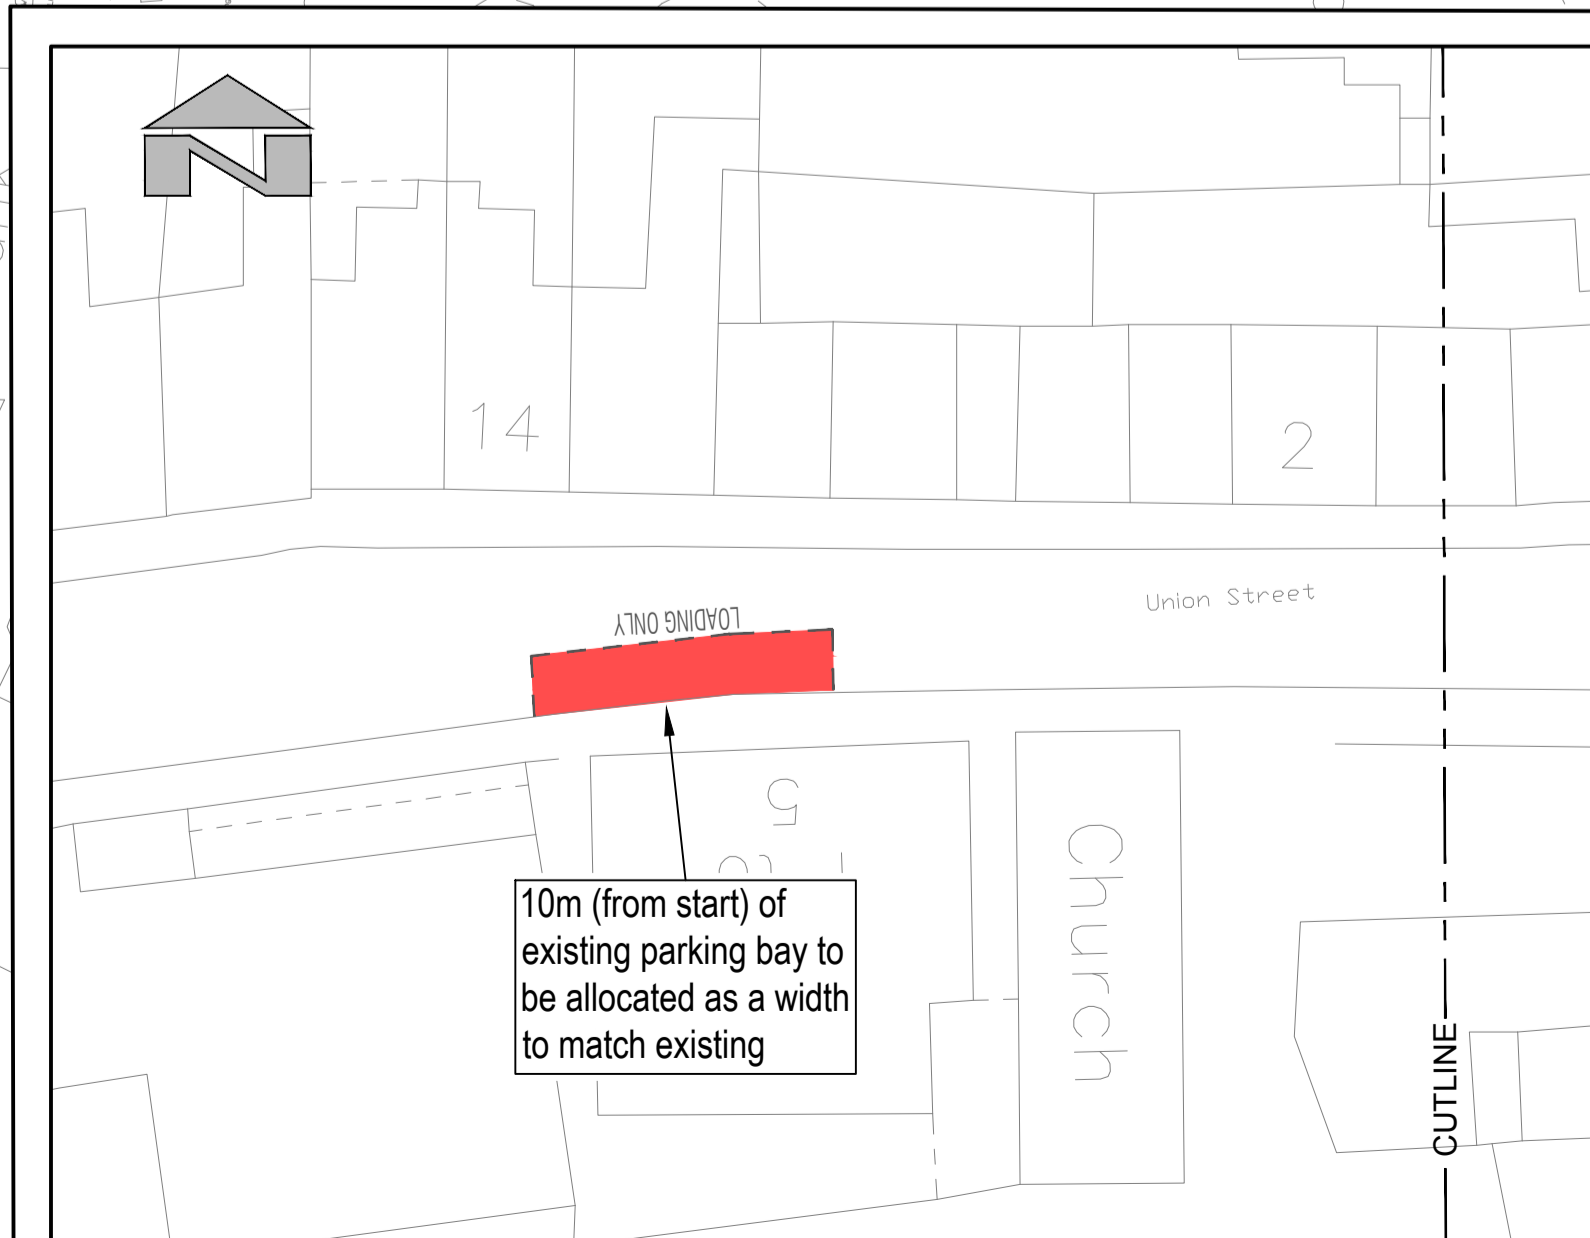 14
2
LOADING ONLY
Union Street
5
10m (from start) of
existing parking bay to
be allocated as a width
to match existing
Church
CUTLINE